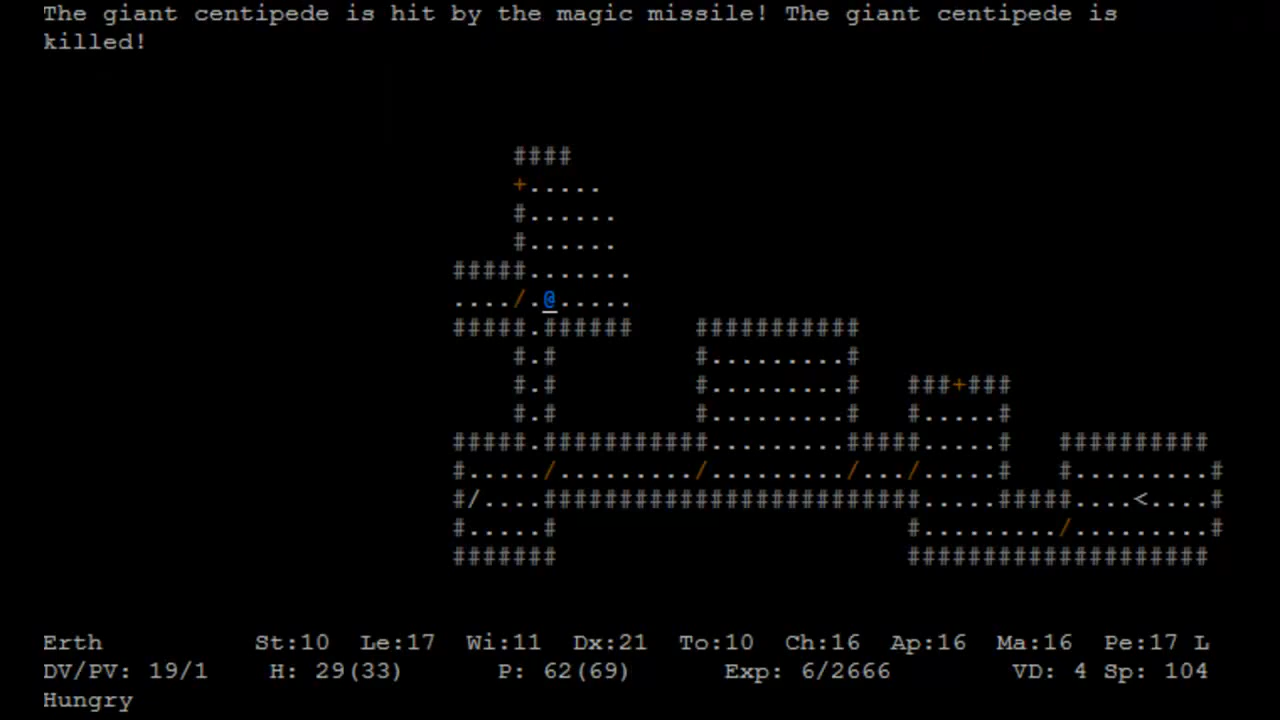 The giant centipede is hit by the magic missile! The giant centipede is
killed!
####
+.....
#......
#......
#####.......
..../.@.....
#####.###### ###########
#.# #.........#
#.# #.........# ###+###
#.# #.........# #.....#
#####.###########.........#####.....# ##########
#...../........./........./.../.....# #.........#
#/....#########################.....#####....<....#
#.....# #........./.........#
####### ####################
Erth St:10 Le:17 Wi:11 Dx:21 To:10 Ch:16 Ap:16 Ma:16 Pe:17 L
DV/PV: 19/1 H: 29(33) P: 62(69) Exp: 6/2666 VD: 4 Sp: 104
Hungry